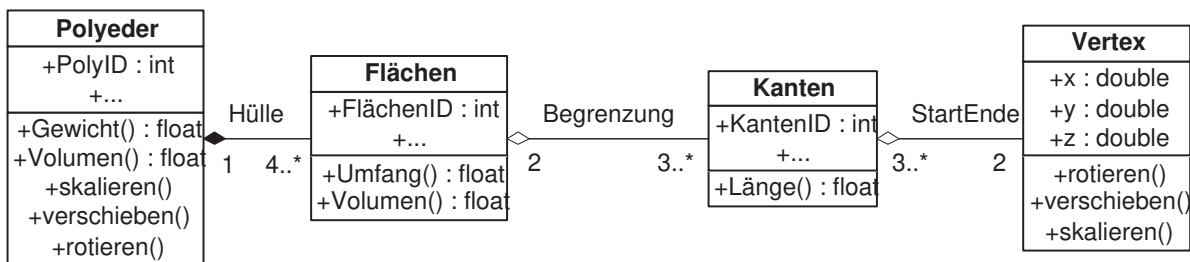 Polyeder
+PolyID : int
+...
+Gewicht() : float
+Volumen() : float
+skalieren()
+verschieben()
+rotieren()
Hülle
1
4..*
Flächen
+FlächenID : int
+...
+Umfang() : float
+Volumen() : float
Begrenzung
2
3..*
Kanten
+KantenID : int
+...
+Länge() : float
StartEnde
3..*
2
Vertex
+x : double
+y : double
+z : double
+rotieren()
+verschieben()
+skalieren()